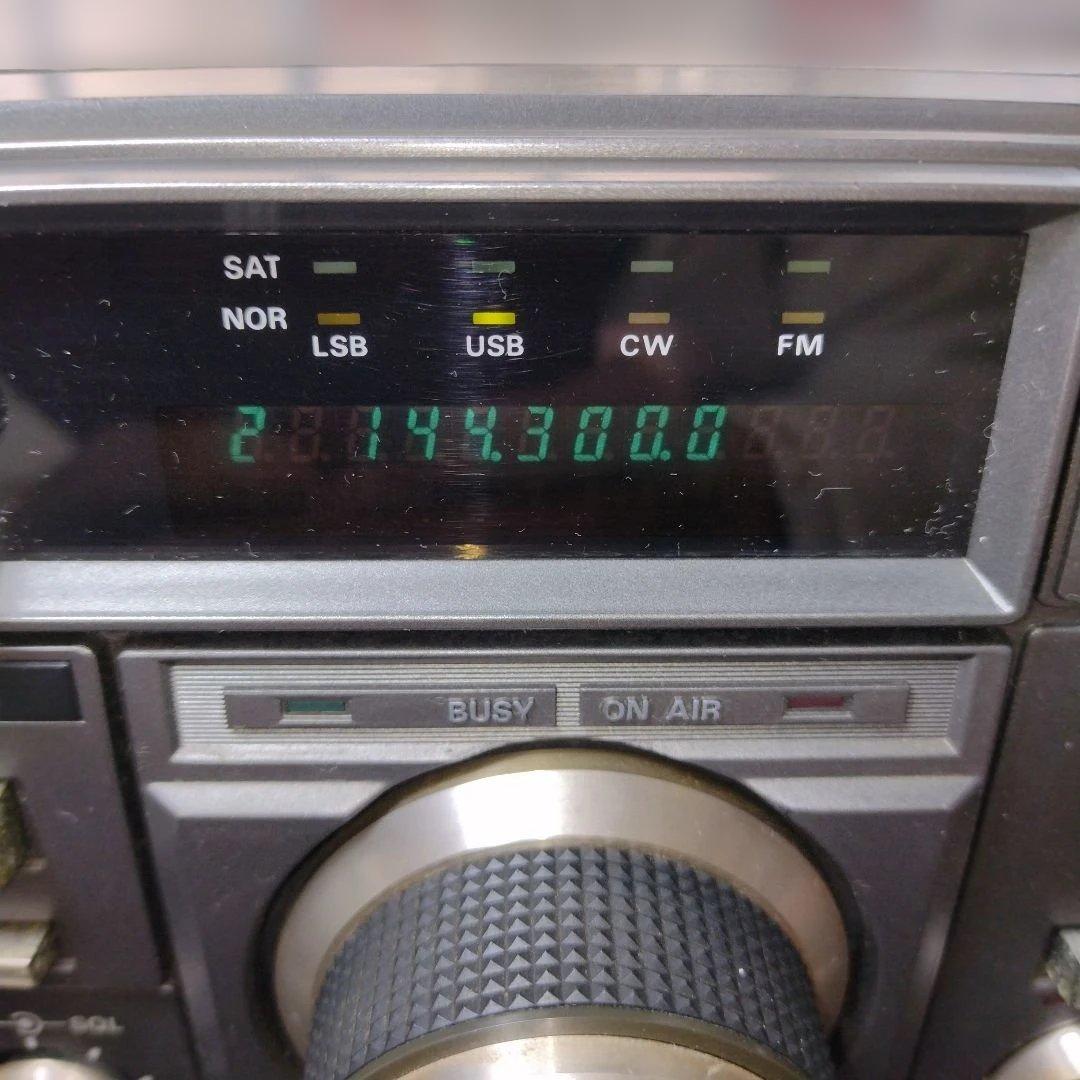 SAT
NOR
LSB USB CW FM
2 144.300.0
BUSY ON AIR
SQL